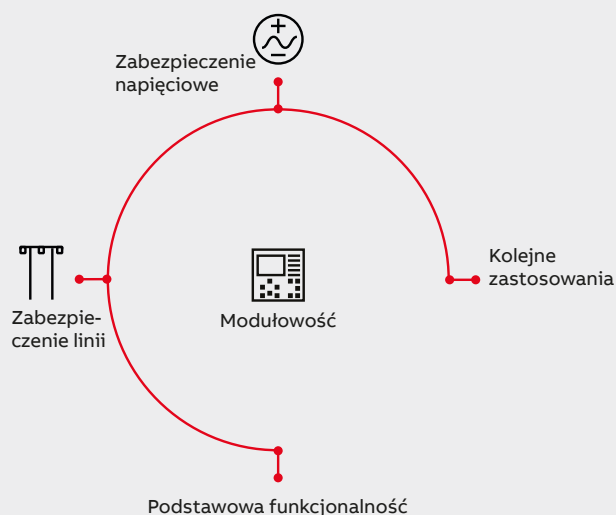 Zabezpieczenie
napięciowe
Kolejne
zastosowania
Zabezpie-
czenie linii
Modułowość
Podstawowa funkcjonalność